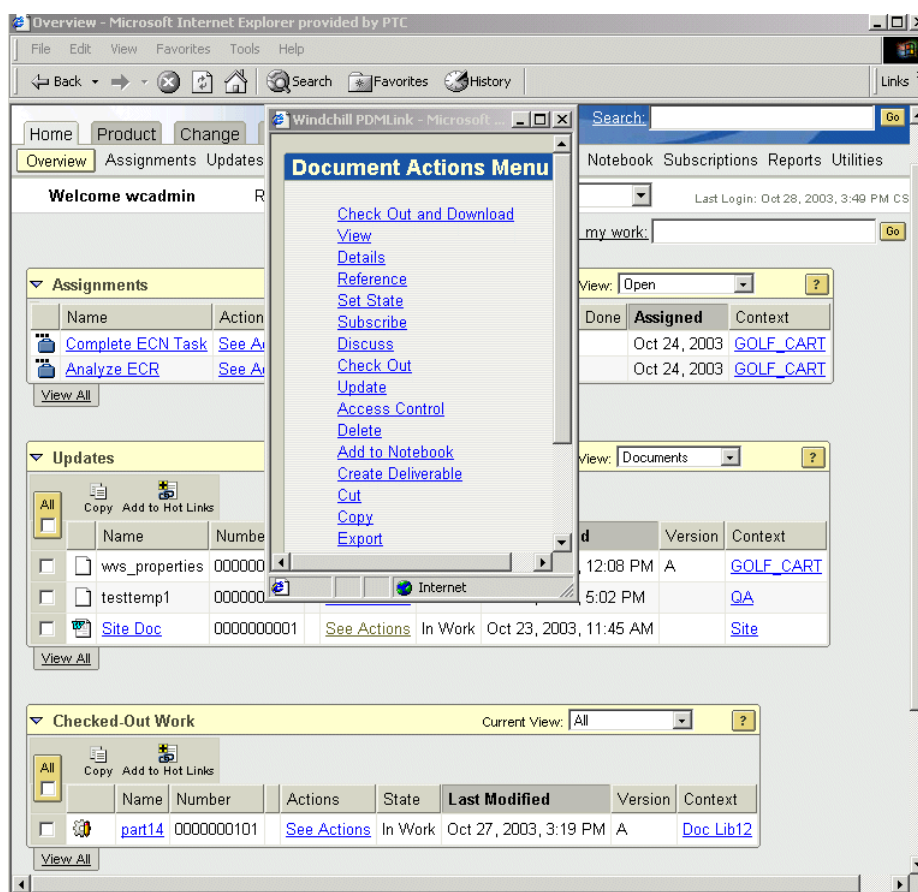 Overview - Microsoft Internet Explorer provided by PTC
File Edit View Favorites Tools Help
Back Search Favorites History Links
Windchill PDMLink - Microsoft ...
Search: Go
Home Product Change
Overview Assignments Updates Notebook Subscriptions Reports Utilities
Welcome wcadmin R Last Login: Oct 28, 2003, 3:49 PM CS
my work: Go
Document Actions Menu
Check Out and Download
View
Details
Reference
Set State
Subscribe
Discuss
Check Out
Update
Access Control
Delete
Add to Notebook
Create Deliverable
Cut
Copy
Export
Internet
Assignments View: Open ?
Name Action Done Assigned Context
Complete ECN Task See A Oct 24, 2003 GOLF_CART
Analyze ECR See A Oct 24, 2003 GOLF_CART
View All
Updates View: Documents ?
All Copy Add to Hot Links
Name Numbe d Version Context
wvs_properties 000000 , 12:08 PM A GOLF_CART
testtemp1 000000 , 5:02 PM QA
Site Doc 0000000001 See Actions In Work Oct 23, 2003, 11:45 AM Site
View All
Checked-Out Work Current View: All ?
All Copy Add to Hot Links
Name Number Actions State Last Modified Version Context
part14 0000000101 See Actions In Work Oct 27, 2003, 3:19 PM A Doc Lib12
View All